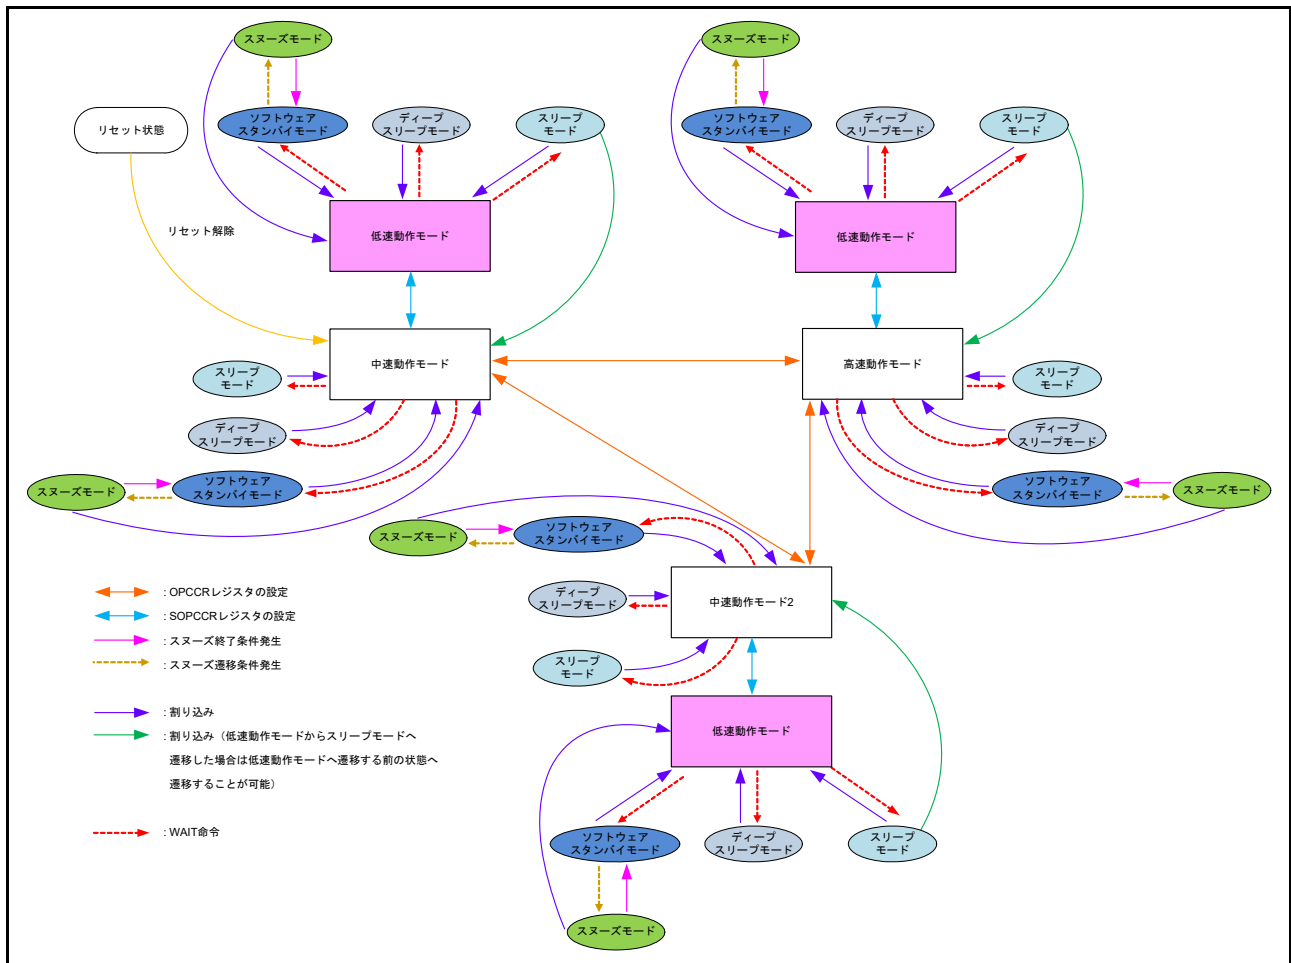 スヌーズモード
スヌーズモード
リセット状態
ソフトウェア
スタンバイモード
ディープ
スリープモード
スリープ
モード
ソフトウェア
スタンバイモード
ディープ
スリープモード
スリープ
モード
リセット解除
低速動作モード
低速動作モード
中速動作モード
高速動作モード
スリープ
モード
スリープ
モード
ディープ
スリープモード
ディープ
スリープモード
スヌーズモード
ソフトウェア
スタンバイモード
ソフトウェア
スタンバイモード
スヌーズモード
スヌーズモード
ソフトウェア
スタンバイモード
ディープ
スリープモード
中速動作モード2
スリープ
モード
低速動作モード
ソフトウェア
スタンバイモード
ディープ
スリープモード
スリープ
モード
スヌーズモード
: OPCCRレジスタの設定
: SOPCCRレジスタの設定
: スヌーズ終了条件発生
: スヌーズ遷移条件発生
: 割り込み
: 割り込み（低速動作モードからスリープモードへ
遷移した場合は低速動作モードへ遷移する前の状態へ
遷移することが可能）
: WAIT命令